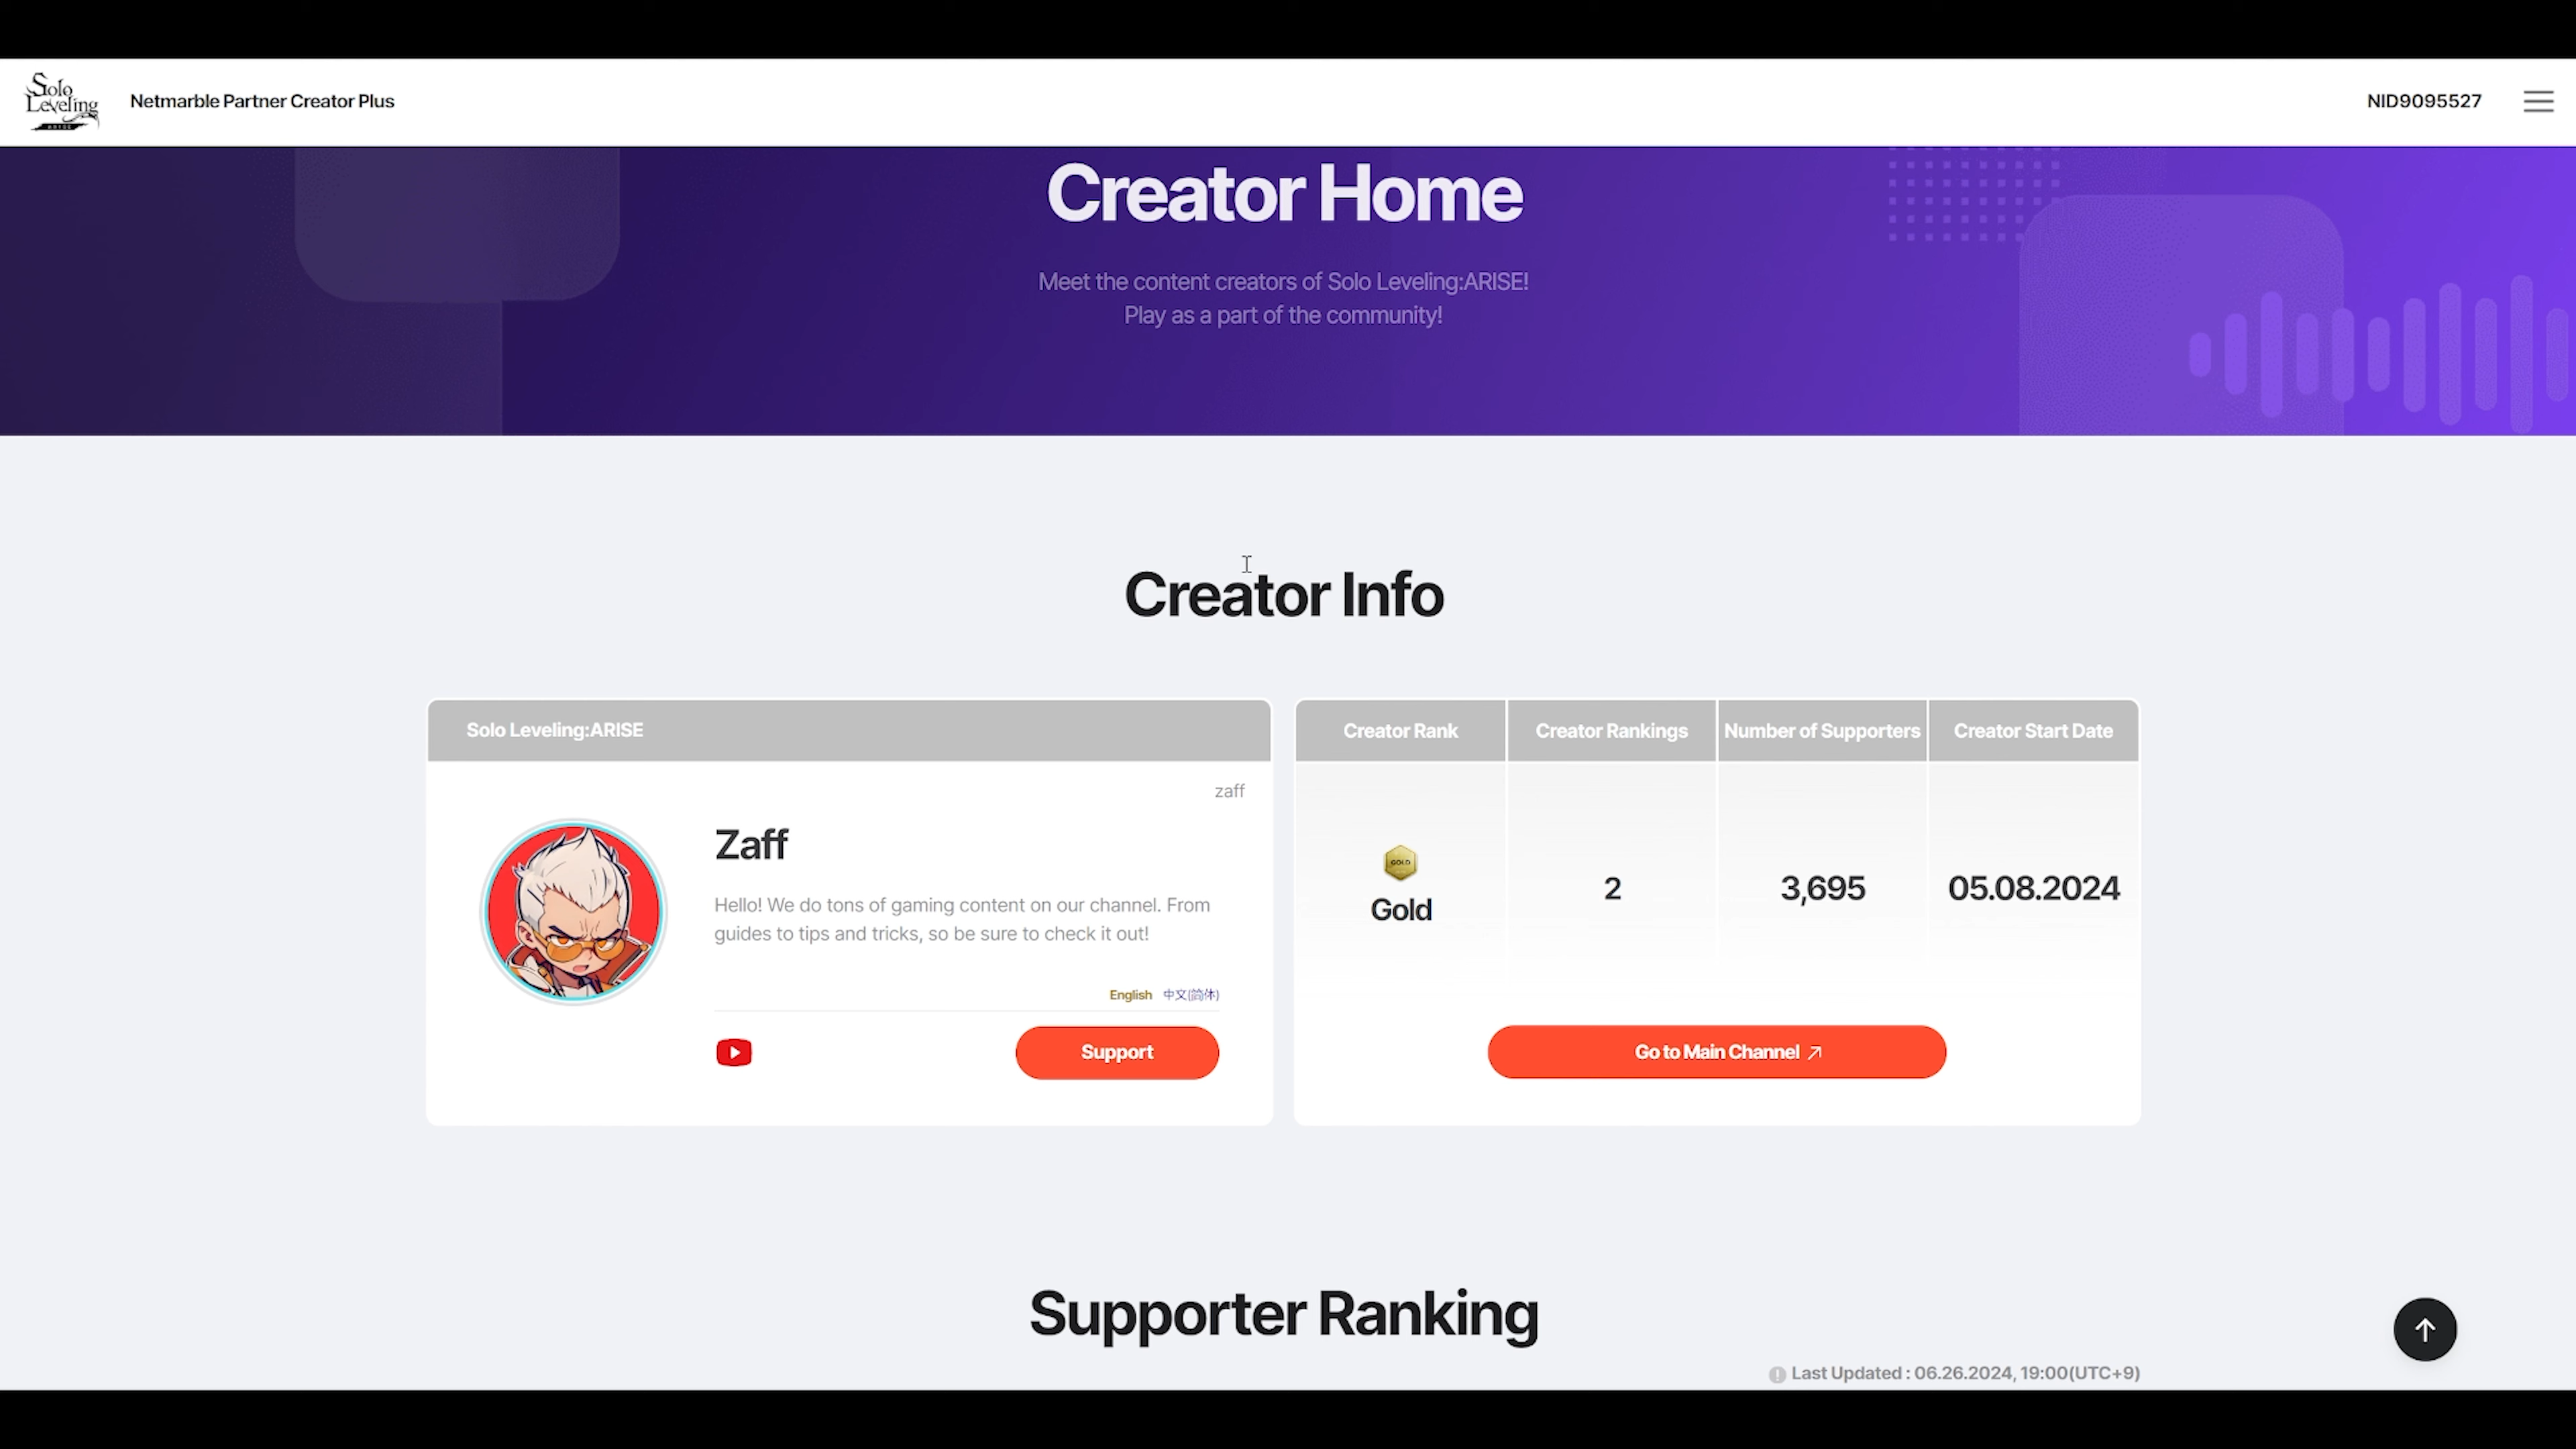 Solo
Leveling
ARISE
Netmarble Partner Creator Plus
NID9095527
Creator Home
Meet the content creators of Solo Leveling:ARISE!
Play as a part of the community!
Creator Info
Solo Leveling:ARISE
zaff
Zaff
Hello! We do tons of gaming content on our channel. From
guides to tips and tricks, so be sure to check it out!
English 中文(简体)
Support
Creator Rank Creator Rankings Number of Supporters Creator Start Date
GOLD
Gold 2 3,695 05.08.2024
Go to Main Channel
Supporter Ranking
Last Updated : 06.26.2024, 19:00(UTC+9)